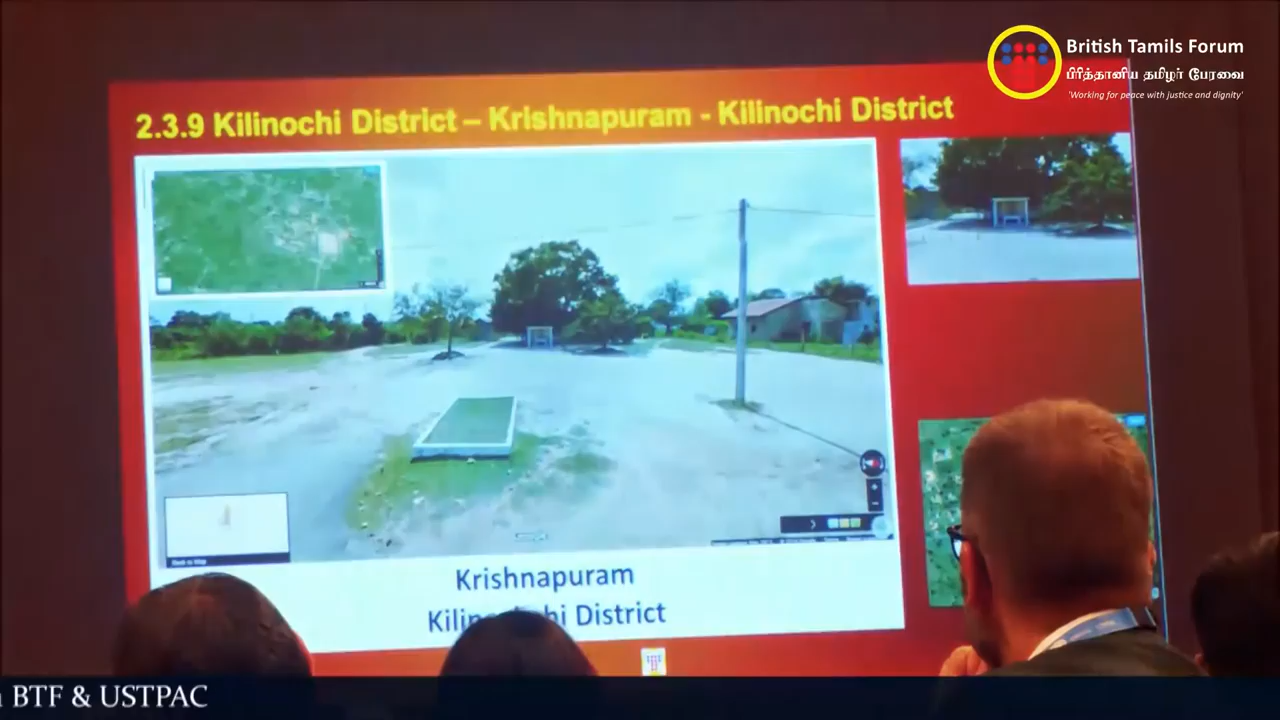 British Tamils Forum
பிரித்தானிய தமிழர் பேரவை
'Working for peace with justice and dignity'
2.3.9 Kilinochi District – Krishnapuram - Kilinochi District
Krishnapuram
District
BTF & USTPAC